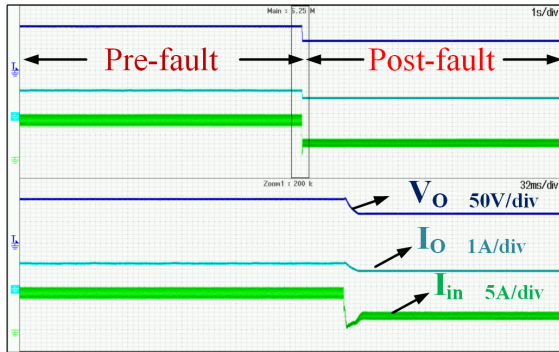 Main : 6.25 M
1s/div
Pre-fault
Post-fault
Zoom1 : 200 k
32ms/div
VO 50V/div
IO 1A/div
Iin 5A/div